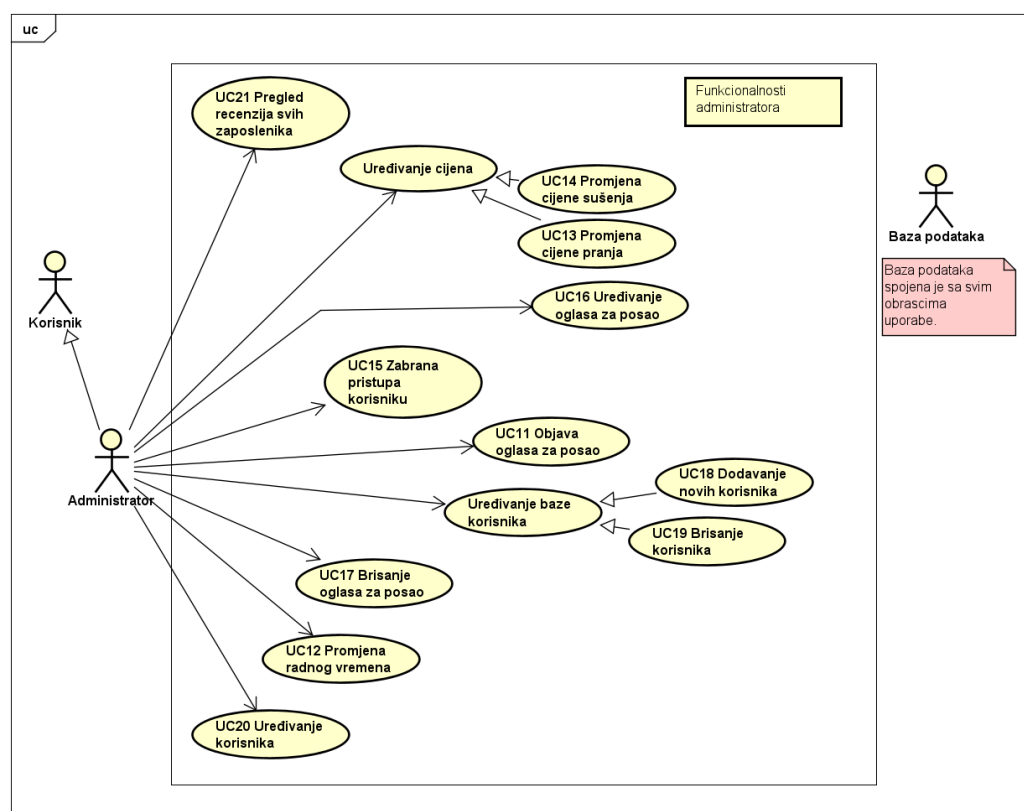 uc
UC21 Pregled
recenzija svih
zaposlenika
Funkcionalnosti
administratora
Uređivanje cijena
UC14 Promjena
cijene sušenja
UC13 Promjena
cijene pranja
Baza podataka
Baza podataka
spojena je sa svim
obrascima
uporabe.
Korisnik
UC16 Uređivanje
oglasa za posao
UC15 Zabrana
pristupa
korisniku
UC11 Objava
oglasa za posao
Administrator
UC18 Dodavanje
novih korisnika
Uređivanje baze
korisnika
UC19 Brisanje
korisnika
UC17 Brisanje
oglasa za posao
UC12 Promjena
radnog vremena
UC20 Uređivanje
korisnika